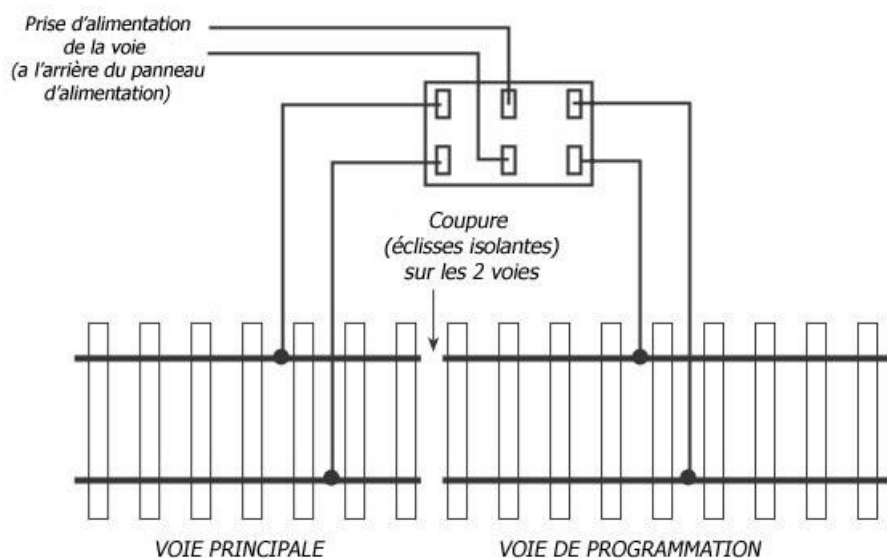 Prise d'alimentation
de la voie
(a l'arrière du panneau
d'alimentation)
Coupure
(éclisses isolantes)
sur les 2 voies
VOIE PRINCIPALE
VOIE DE PROGRAMMATION